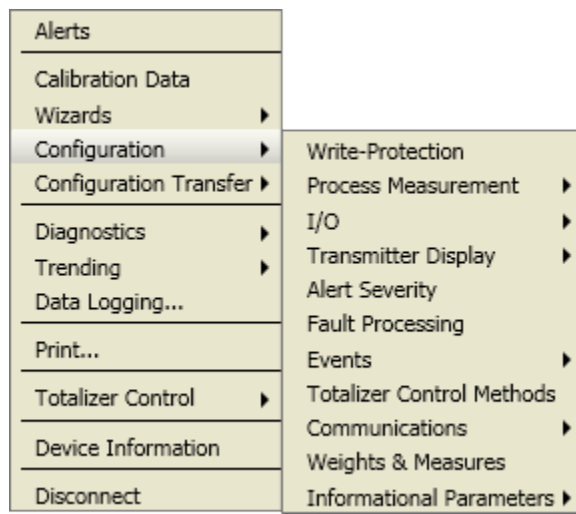 Alerts
Calibration Data
Wizards
Configuration
Configuration Transfer
Diagnostics
Trending
Data Logging...
Print...
Totalizer Control
Device Information
Disconnect
Write-Protection
Process Measurement
I/O
Transmitter Display
Alert Severity
Fault Processing
Events
Totalizer Control Methods
Communications
Weights & Measures
Informational Parameters